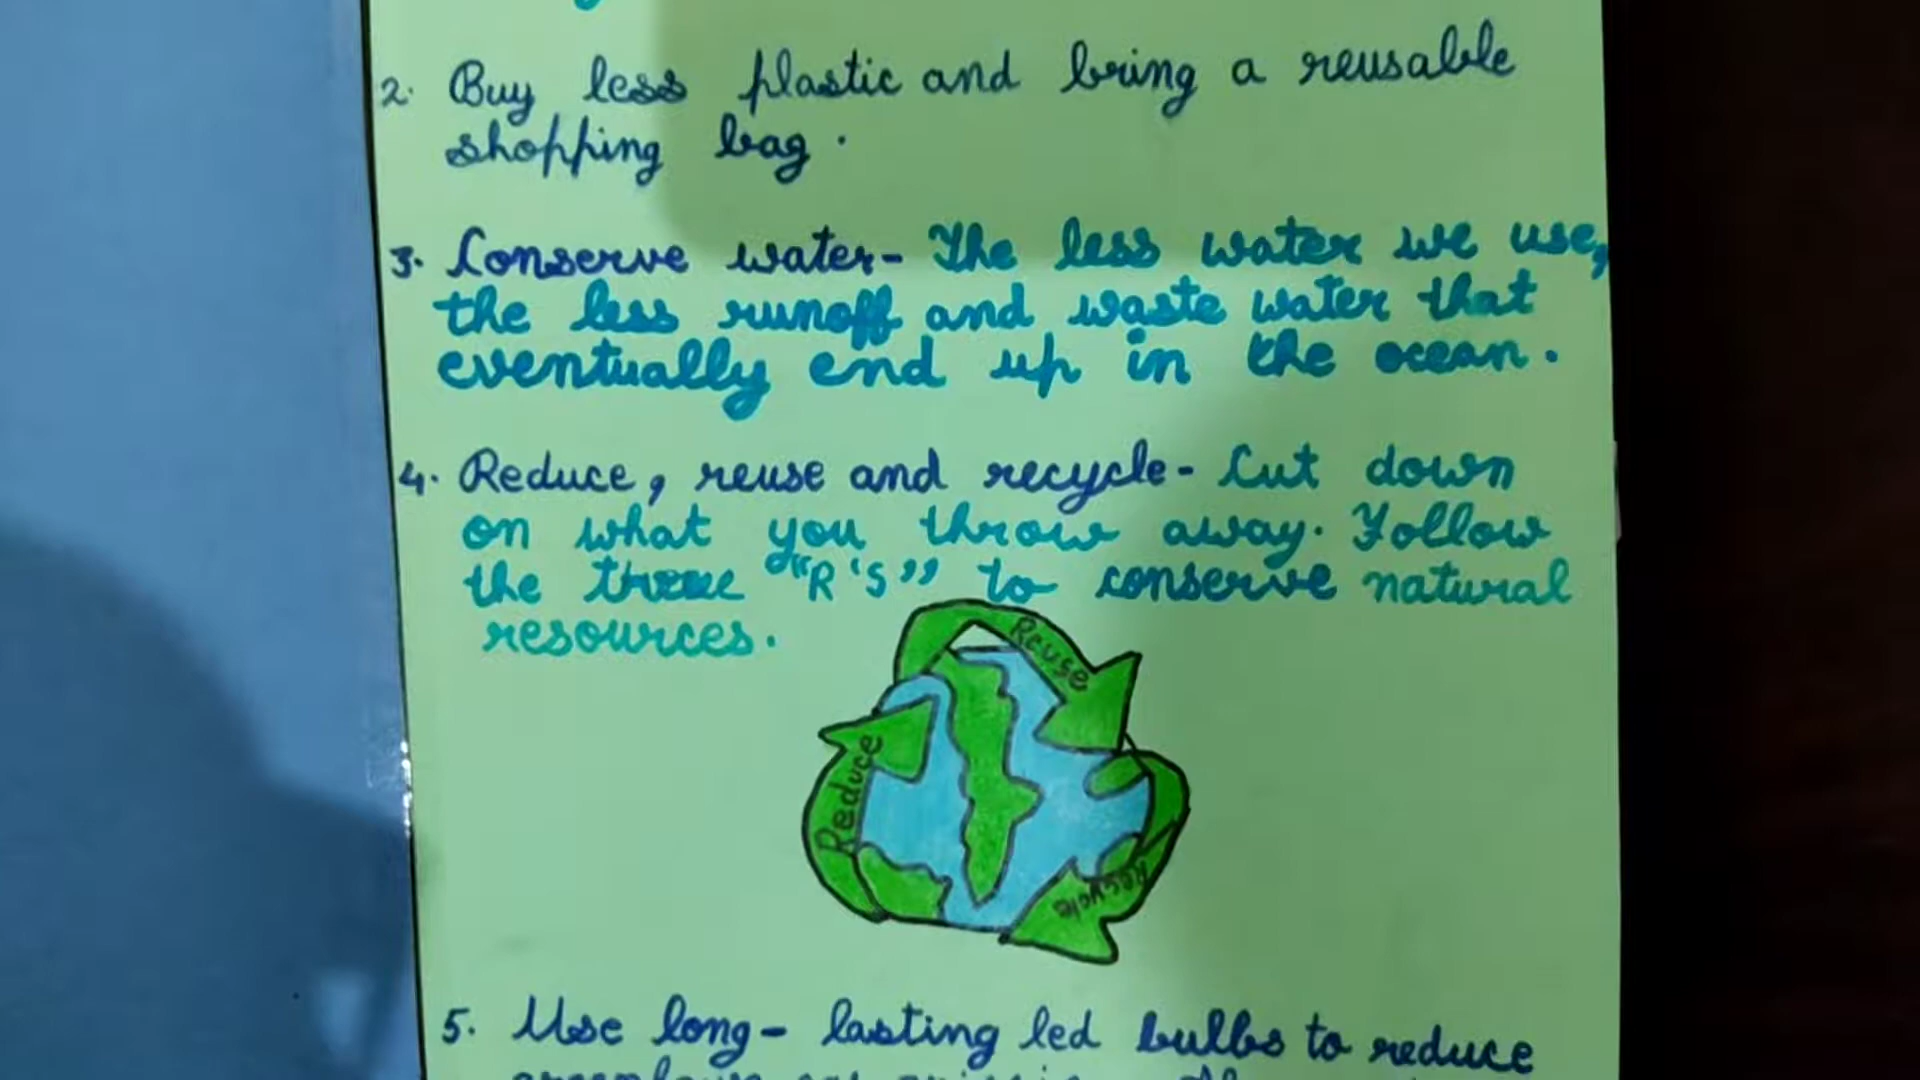 2. Buy less plastic and bring a reusable
shopping bag.
3. Conserve water- The less water we use,
the less runoff and waste water that
eventually end up in the ocean.
4. Reduce, reuse and recycle- Cut down
on what you throw away. Follow
the three "R's" to conserve natural
resources.
Reuse
Reduce
Recycle
5. Use long- lasting led bulbs to reduce